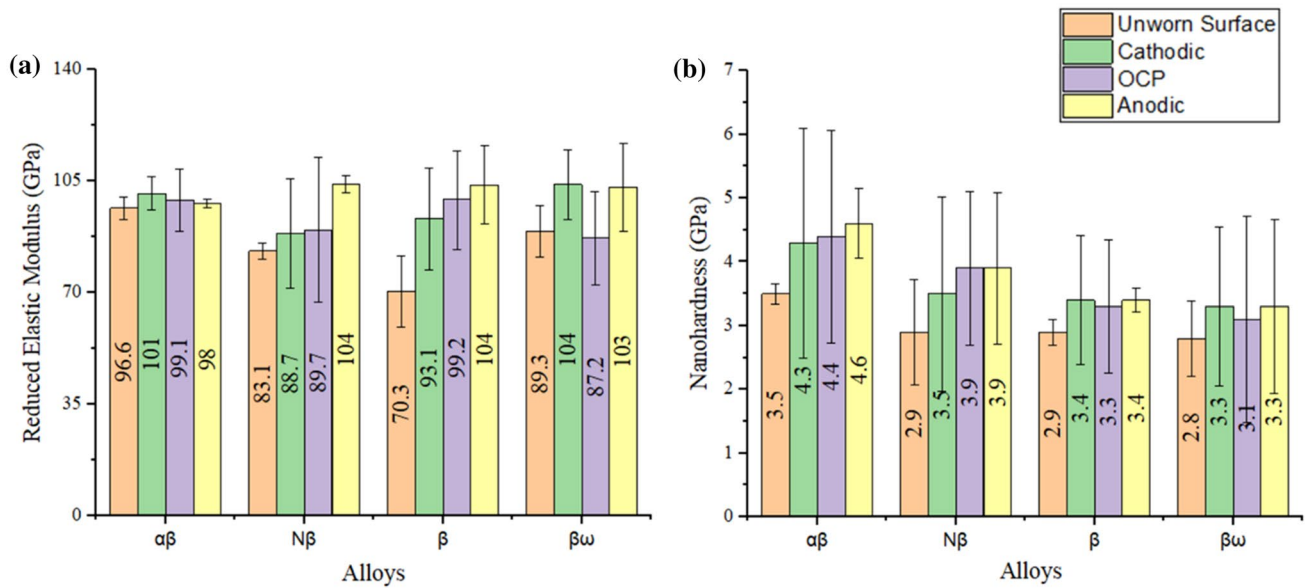 Unworn Surface
Cathodic
OCP
Anodic
(a)
Reduced Elastic Modulus (GPa)
140
105
70
35
0
96.6 101 99.1 98
83.1 88.7 89.7 104
70.3 93.1 99.2 104
89.3 104 87.2 103
αβ Nβ β βω
Alloys
(b)
Nanohardness (GPa)
7
6
5
4
3
2
1
0
3.5 4.3 4.4 4.6
2.9 3.5 3.9 3.9
2.9 3.4 3.3 3.4
2.8 3.3 3.1 3.3
αβ Nβ β βω
Alloys